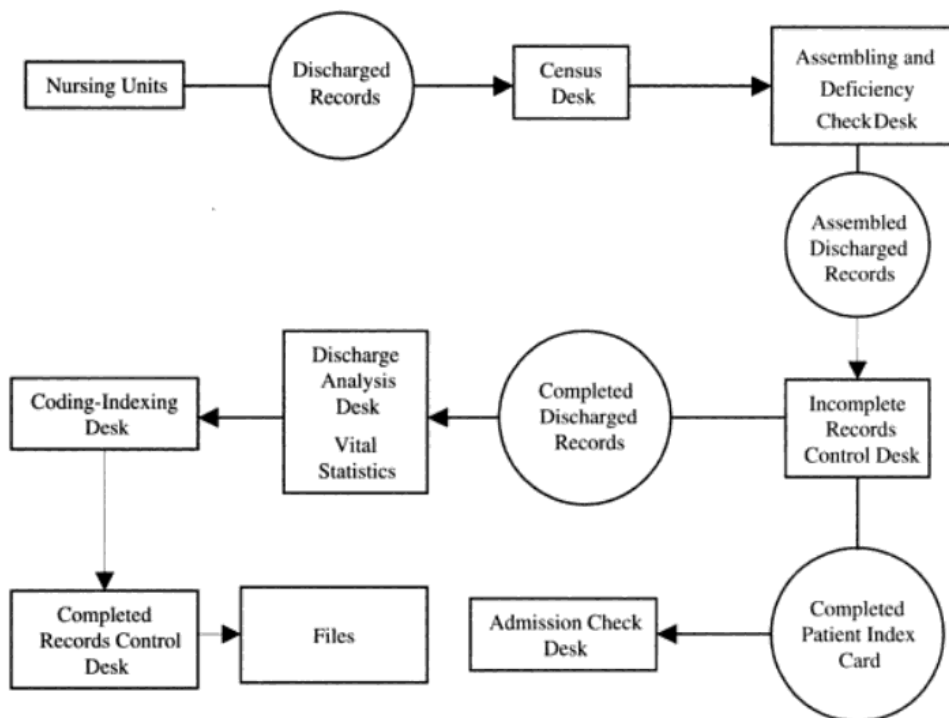 Nursing Units
Discharged
Records
Census
Desk
Assembling and
Deficiency
Check Desk
Assembled
Discharged
Records
Incomplete
Records
Control Desk
Completed
Discharged
Records
Discharge
Analysis
Desk
Vital
Statistics
Coding-Indexing
Desk
Completed
Records Control
Desk
Files
Admission Check
Desk
Completed
Patient Index
Card